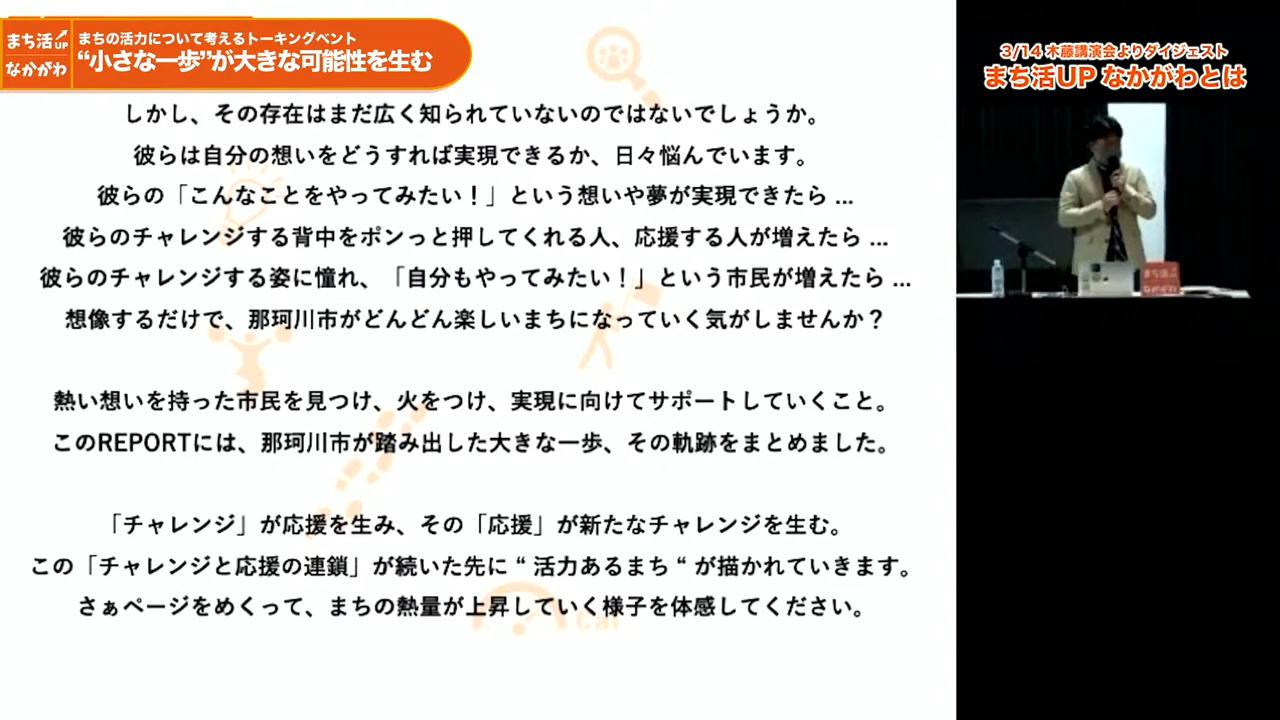 まち活UP
なかがわ
まちの活力について考えるトーキングベント
“小さな一歩”が大きな可能性を生む
3/14 木藤講演会よりダイジェスト
まち活UP なかがわとは
しかし、その存在はまだ広く知られていないのではないでしょうか。
彼らは自分の想いをどうすれば実現できるか、日々悩んでいます。
彼らの「こんなことをやってみたい！」という想いや夢が実現できたら ...
彼らのチャレンジする背中をポンっと押してくれる人、応援する人が増えたら ...
彼らのチャレンジする姿に憧れ、「自分もやってみたい！」という市民が増えたら ...
想像するだけで、那珂川市がどんどん楽しいまちになっていく気がしませんか？
熱い想いを持った市民を見つけ、火をつけ、実現に向けてサポートしていくこと。
このREPORTには、那珂川市が踏み出した大きな一歩、その軌跡をまとめました。
「チャレンジ」が応援を生み、その「応援」が新たなチャレンジを生む。
この「チャレンジと応援の連鎖」が続いた先に “ 活力あるまち “ が描かれていきます。
さぁページをめくって、まちの熱量が上昇していく様子を体感してください。
cal
まち活
なかがわ